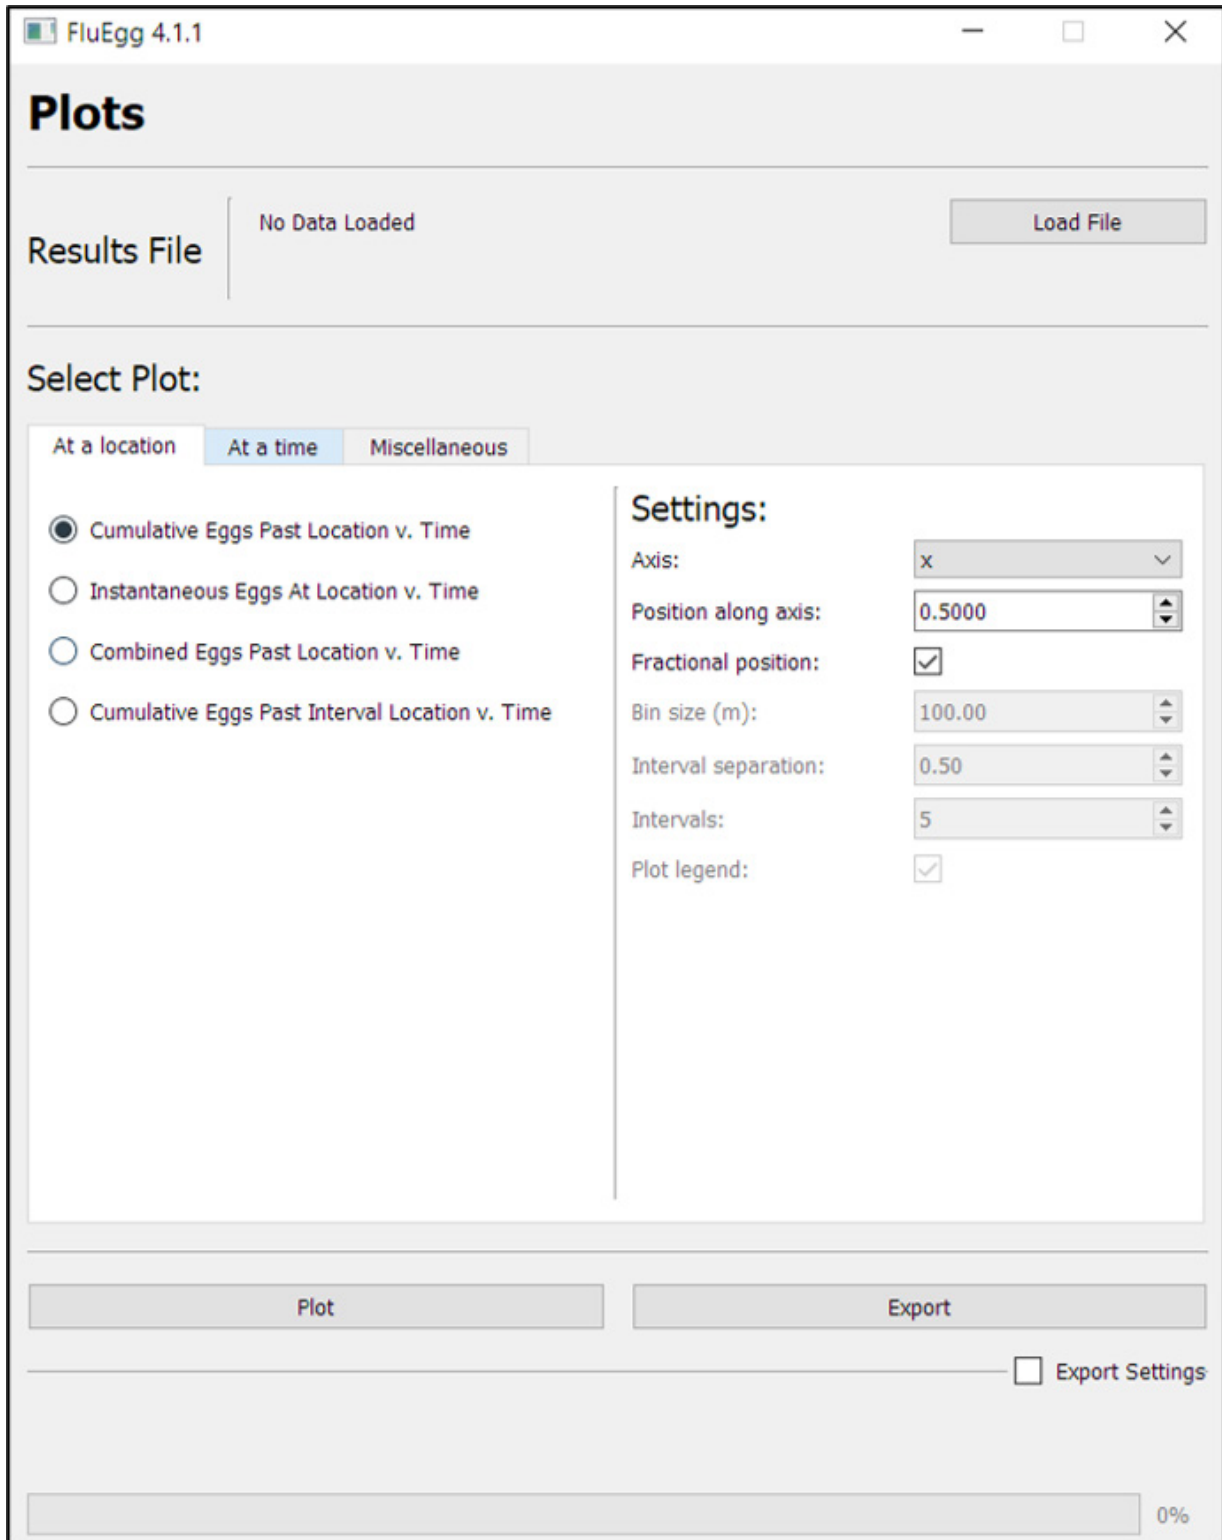 FluEgg 4.1.1
Plots
Results File
No Data Loaded
Load File
Select Plot:
At a location At a time Miscellaneous
Cumulative Eggs Past Location v. Time
Instantaneous Eggs At Location v. Time
Combined Eggs Past Location v. Time
Cumulative Eggs Past Interval Location v. Time
Settings:
Axis: x
Position along axis: 0.5000
Fractional position:
Bin size (m): 100.00
Interval separation: 0.50
Intervals: 5
Plot legend:
Plot Export
Export Settings
0%